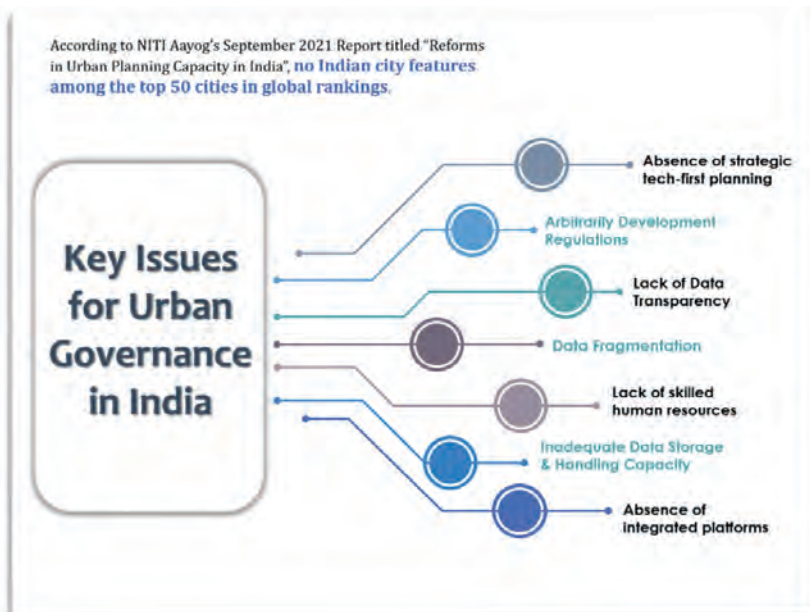 According to NITI Aayog's September 2021 Report titled "Reforms
in Urban Planning Capacity in India", no Indian city features
among the top 50 cities in global rankings.
Key Issues
for Urban
Governance
in India
Absence of strategic
tech-first planning
Arbitrarily Development
Regulations
Lack of Data
Transparency
Data Fragmentation
Lack of skilled
human resources
Inadequate Data Storage
& Handling Capacity
Absence of
integrated platforms